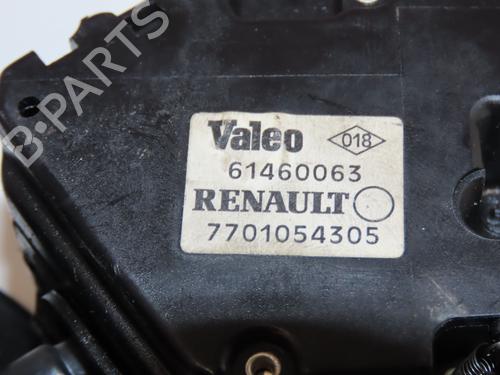 Valeo 018
61460063
RENAULT
7701054305
B-PARTS